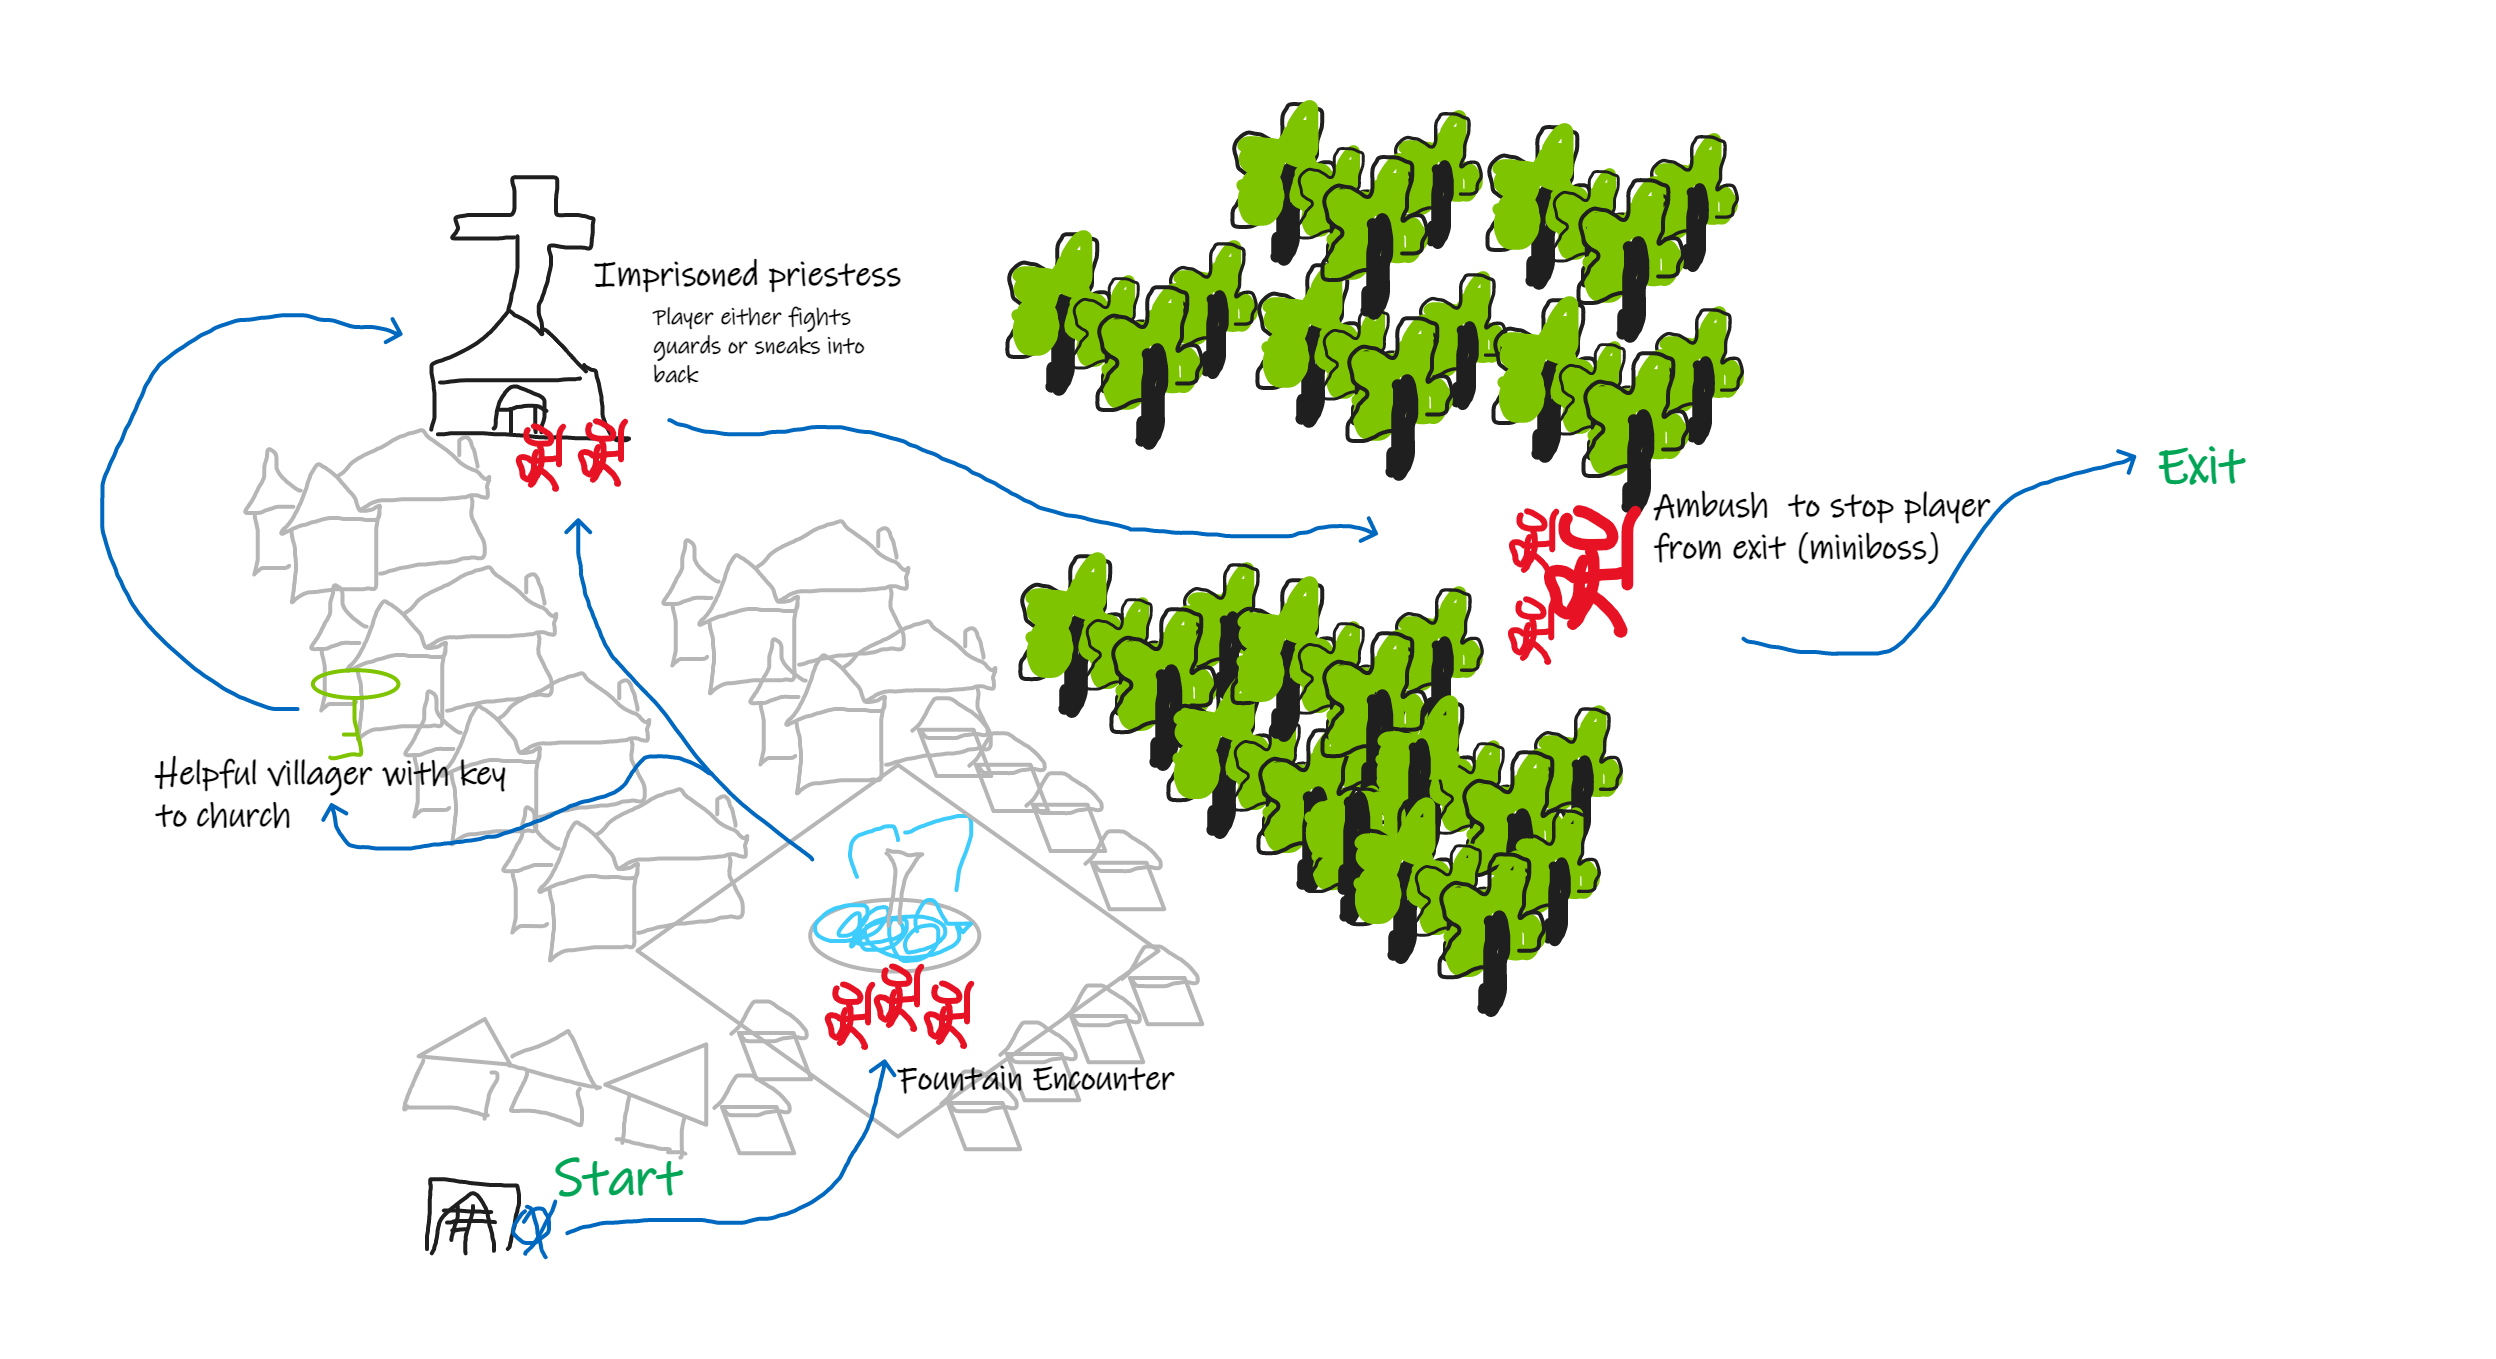 Imprisoned priestess
Player either fights
guards or sneaks into
back
Exit
Ambush to stop player
from exit (miniboss)
Helpful villager with key
to church
Fountain Encounter
Start